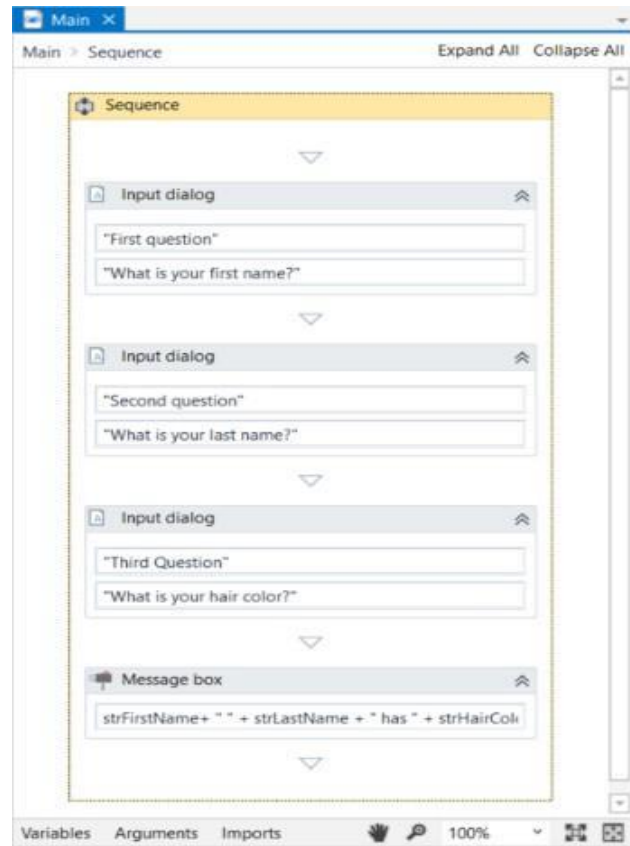 Main
Main > Sequence Expand All Collapse All
Sequence
Input dialog
"First question"
"What is your first name?"
Input dialog
"Second question"
"What is your last name?"
Input dialog
"Third Question"
"What is your hair color?"
Message box
strFirstName+ " " + strLastName + " has " + strHairCol
Variables Arguments Imports 100%